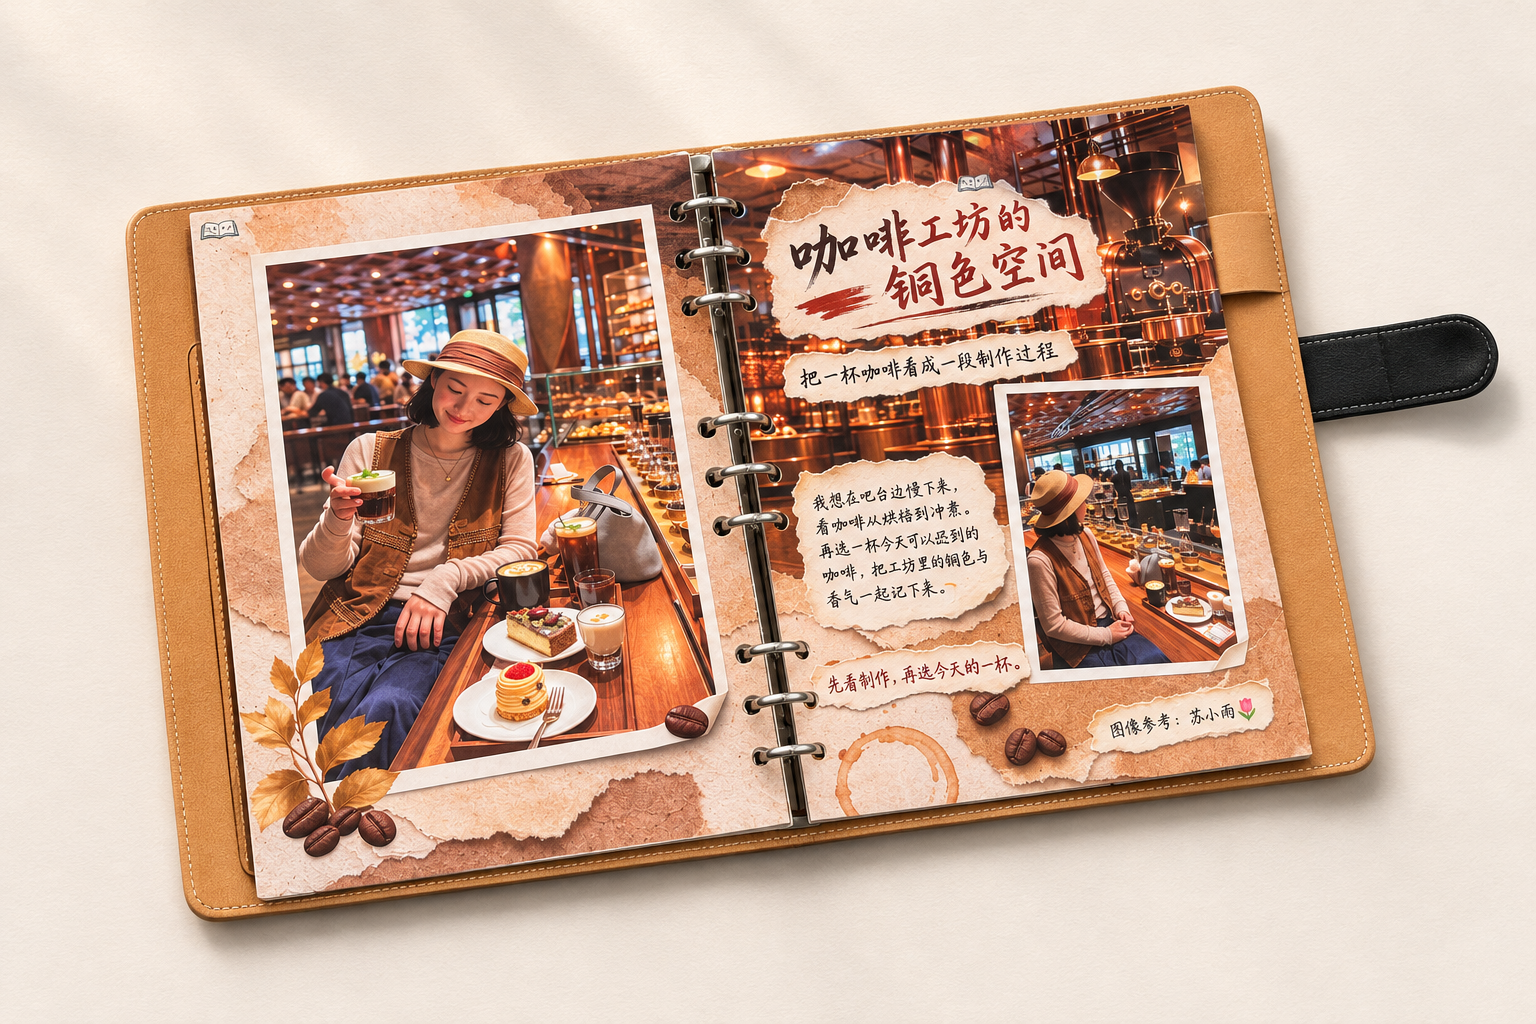 咖啡工坊的
铜色空间
把一杯咖啡看成一段制作过程
我想在吧台边慢下来，
看咖啡从烘焙到冲煮。
再选一杯今天可以遇到的
咖啡，把工坊里的铜色与
香气一起记下来。
先看制作，再选今天的一杯。
图像参考：苏小雨